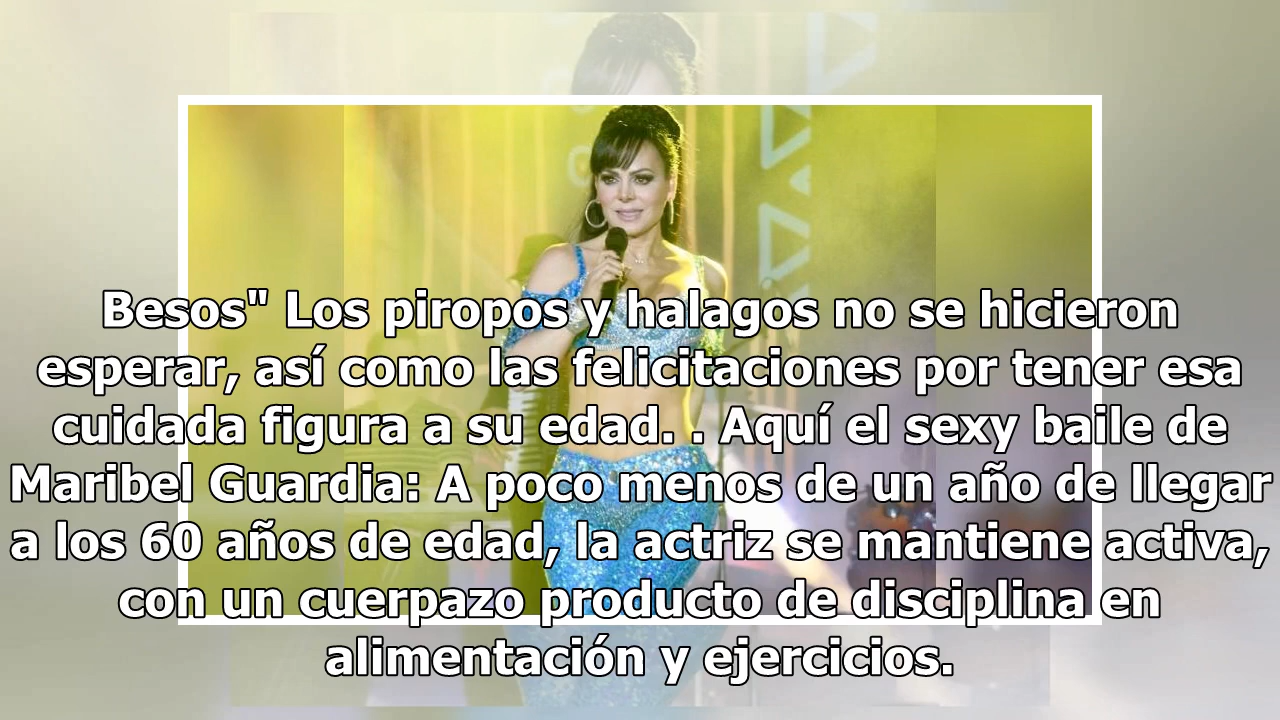 Besos" Los piropos y halagos no se hicieron
esperar, así como las felicitaciones por tener esa
cuidada figura a su edad. . Aquí el sexy baile de
Maribel Guardia: A poco menos de un año de llegar
a los 60 años de edad, la actriz se mantiene activa,
con un cuerpazo producto de disciplina en
alimentación y ejercicios.